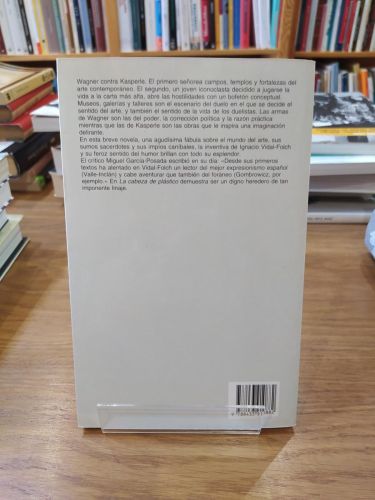 Wagner contra Kasperle. El primero señorea campos, templos y fortalezas del
arte contemporáneo. El segundo, un joven iconoclasta decidido a jugarse la
vida a la carta más alta, abre las hostilidades con un bofetón conceptual.
Museos, galerías y talleres son el escenario del duelo en el que se decide el
sentido del arte, y también el sentido de la vida de los duelistas. Las armas
de Wagner son las del poder, la corrección política y la razón práctica
mientras que las de Kasperle son las obras que le inspira una imaginación
delirante.
En esta breve novela, una agudísima fábula sobre el mundo del arte, sus
sumos sacerdotes y sus impíos caníbales, la inventiva de Ignacio Vidal-Folch
y su feroz sentido del humor brillan con todo su esplendor.
El crítico Miguel García-Posada escribió en su día: «Desde sus primeros
textos ha alentado en Vidal-Folch un lector del mejor expresionismo español
(Valle-Inclán) y cabe aventurar que también del foráneo (Gombrowicz, por
ejemplo.» En La cabeza de plástico demuestra ser un digno heredero de tan
imponente linaje.